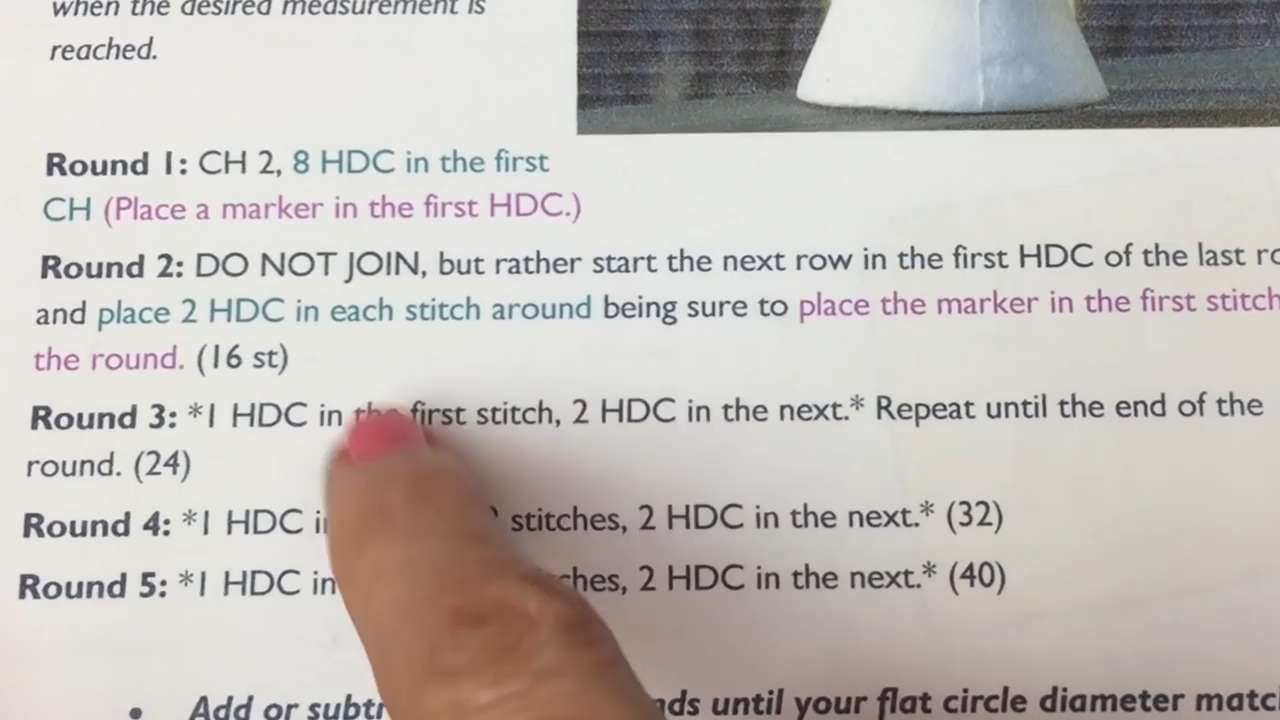 when the desired measurement is
reached.
Round 1: CH 2, 8 HDC in the first
CH (Place a marker in the first HDC.)
Round 2: DO NOT JOIN, but rather start the next row in the first HDC of the last
and place 2 HDC in each stitch around being sure to place the marker in the first stitch
the round. (16 st)
Round 3: *1 HDC in the first stitch, 2 HDC in the next.* Repeat until the end of the
round. (24)
Round 4: *1 HDC stitches, 2 HDC in the next.* (32)
Round 5: *1 HDC in 2 HDC in the next.* (40)
• Add or until your flat circle diameter